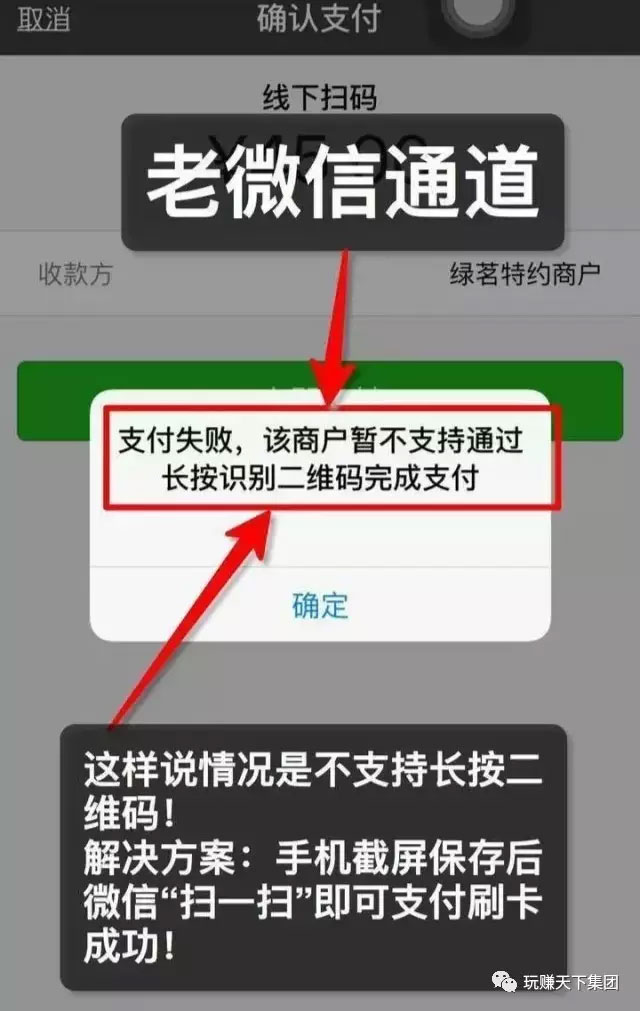 取消
确认支付
线下扫码
老微信通道
收款方
绿茗特约商户
支付失败，该商户暂不支持通过
长按识别二维码完成支付
确定
这样说情况是不支持长按二
维码！
解决方案：手机截屏保存后
微信“扫一扫”即可支付刷卡
成功！
玩赚天下集团